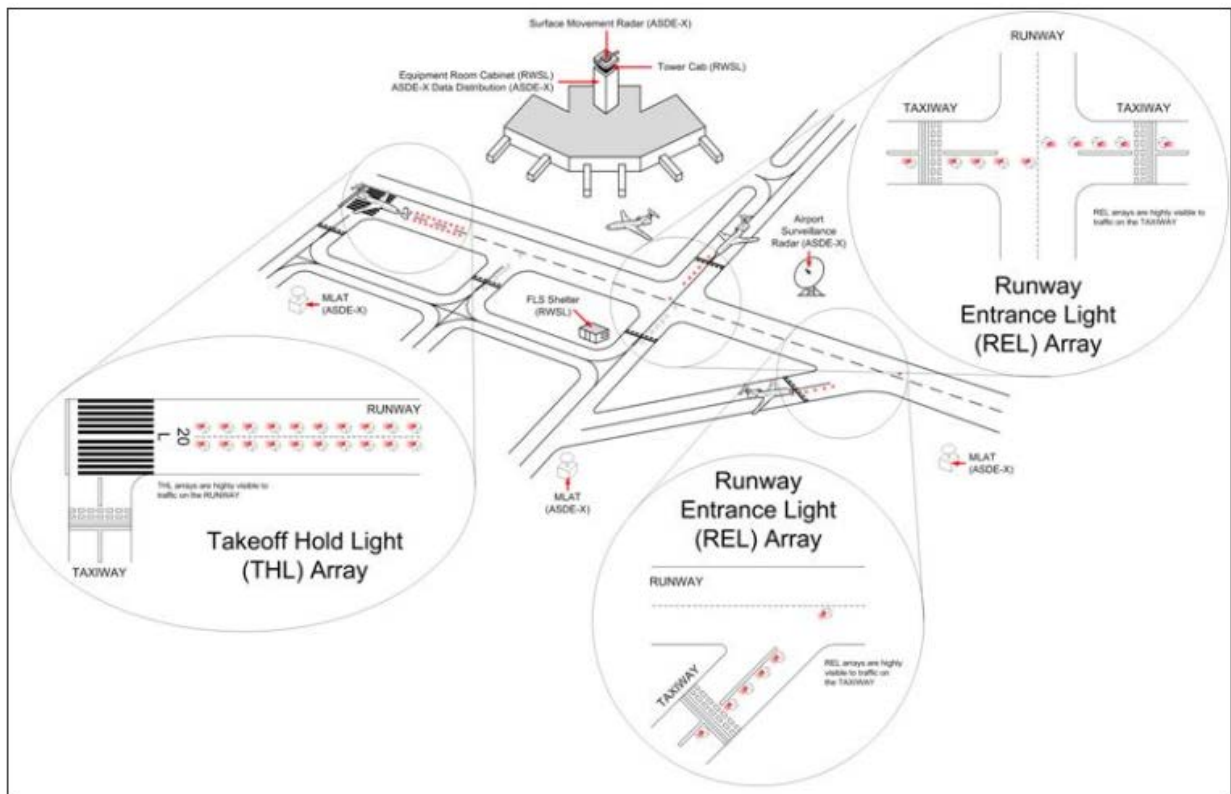 Surface Movement Radar (ASDE-X)
Tower Cab (RWSL)
Equipment Room Cabinet (RWSL)
ASDE-X Data Distribution (ASDE-X)
RUNWAY
TAXIWAY
TAXIWAY
REL arrays are highly visible to
traffic on the TAXIWAY
Runway
Entrance Light
(REL) Array
Airport
Surveillance
Radar (ASDE-X)
MLAT
(ASDE-X)
FLS Shelter
(RWSL)
RUNWAY
20
L
THL arrays are highly visible to
traffic on the RUNWAY
Takeoff Hold Light
(THL) Array
TAXIWAY
MLAT
(ASDE-X)
MLAT
(ASDE-X)
Runway
Entrance Light
(REL) Array
RUNWAY
REL arrays are highly
visible to traffic on
the TAXIWAY
TAXIWAY